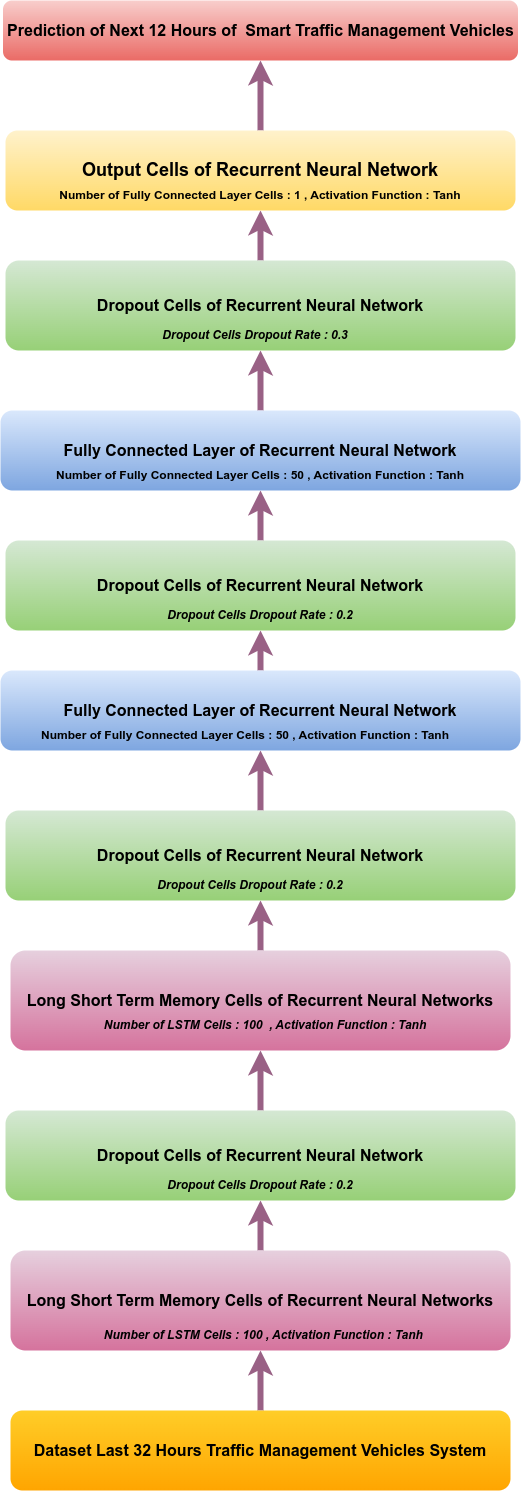 Prediction of Next 12 Hours of Smart Traffic Management Vehicles
Output Cells of Recurrent Neural Network
Number of Fully Connected Layer Cells : 1 , Activation Function : Tanh
Dropout Cells of Recurrent Neural Network
Dropout Cells Dropout Rate : 0.3
Fully Connected Layer of Recurrent Neural Network
Number of Fully Connected Layer Cells : 50 , Activation Function : Tanh
Dropout Cells of Recurrent Neural Network
Dropout Cells Dropout Rate : 0.2
Fully Connected Layer of Recurrent Neural Network
Number of Fully Connected Layer Cells : 50 , Activation Function : Tanh
Dropout Cells of Recurrent Neural Network
Dropout Cells Dropout Rate : 0.2
Long Short Term Memory Cells of Recurrent Neural Networks
Number of LSTM Cells : 100 , Activation Function : Tanh
Dropout Cells of Recurrent Neural Network
Dropout Cells Dropout Rate : 0.2
Long Short Term Memory Cells of Recurrent Neural Networks
Number of LSTM Cells : 100 , Activation Function : Tanh
Dataset Last 32 Hours Traffic Management Vehicles System